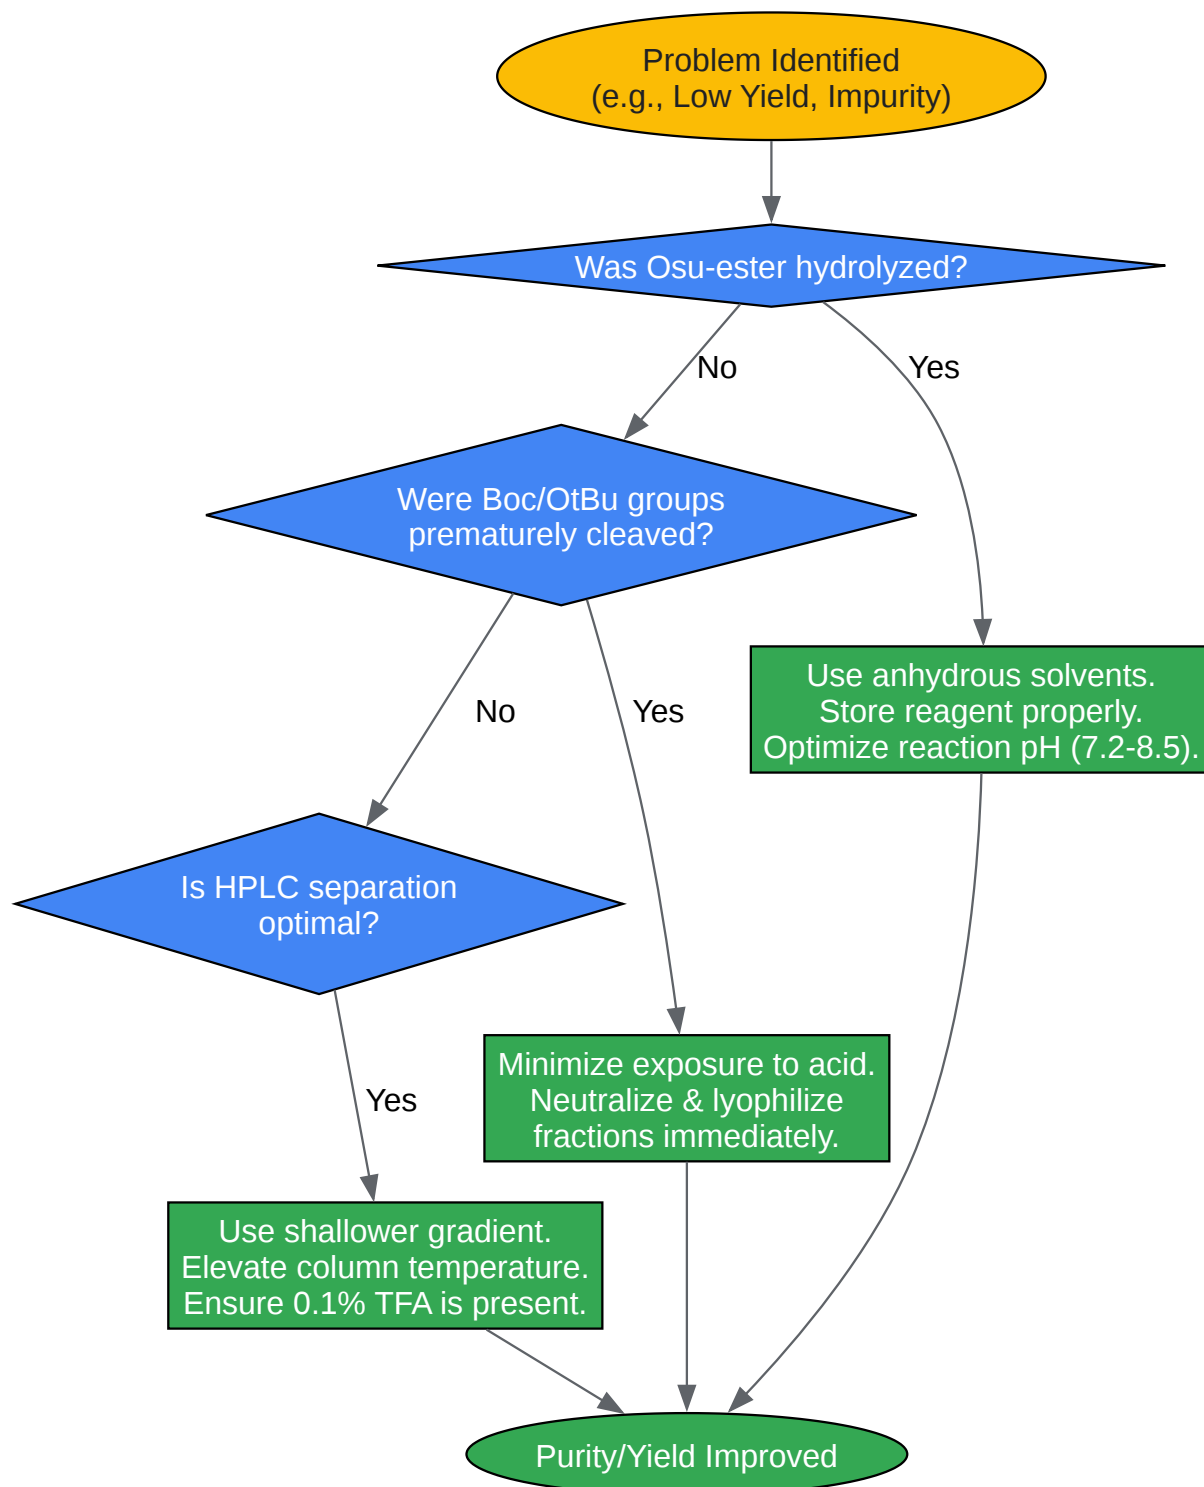 Problem Identified
(e.g., Low Yield, Impurity)
Was Osu-ester hydrolyzed?
No
Yes
Were Boc/OtBu groups
prematurely cleaved?
Use anhydrous solvents.
Store reagent properly.
Optimize reaction pH (7.2-8.5).
No
Yes
Is HPLC separation
optimal?
Minimize exposure to acid.
Neutralize & lyophilize
fractions immediately.
Yes
Use shallower gradient.
Elevate column temperature.
Ensure 0.1% TFA is present.
Purity/Yield Improved